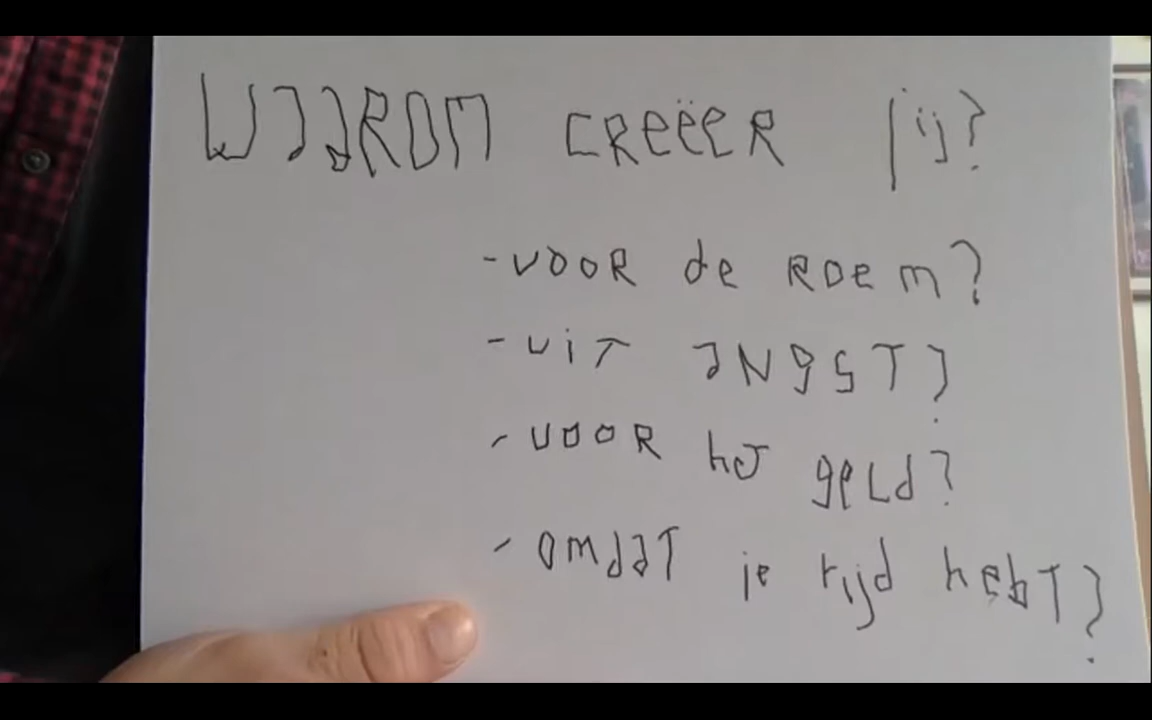 WAAROM CREËER jij?
-VOOR de ROEM?
-UIT ANGST?
-VOOR het geLd?
-omdaT je tijd hebT?